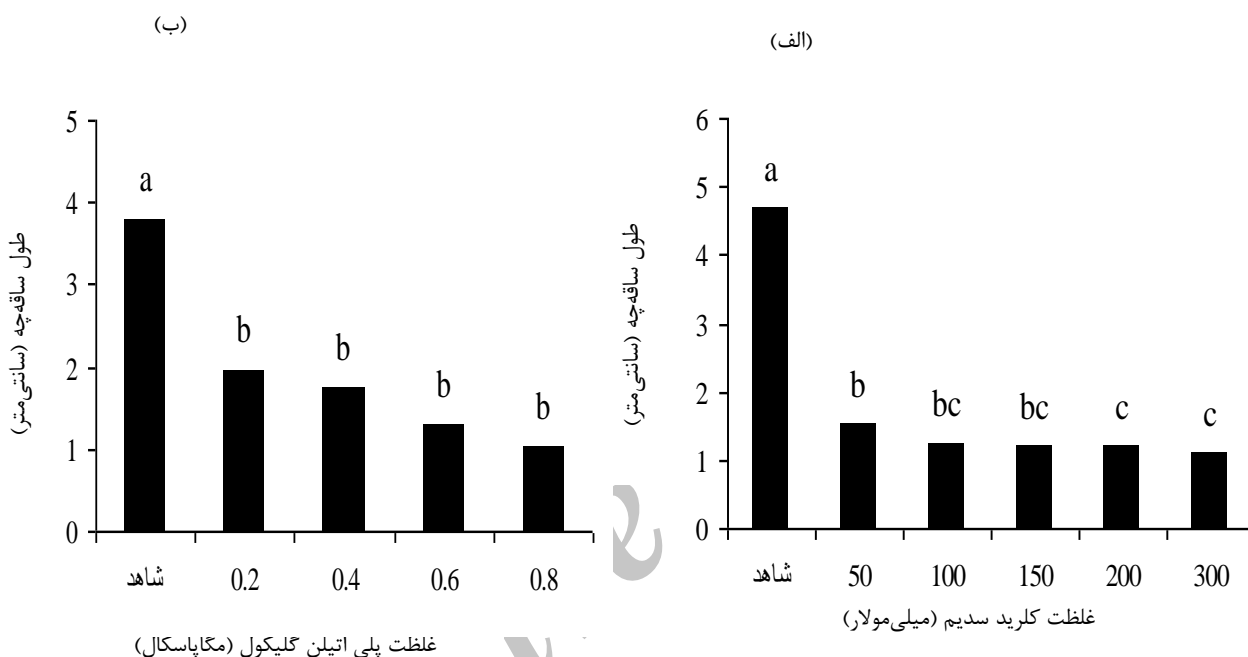 (الف)
طول ساقه‌چه (سانتی‌متر)
6
5
4
3
2
1
0
a
b
bc
bc
c
c
شاهد 50 100 150 200 300
غلظت کلرید سدیم (میلی‌مولار)
(ب)
طول ساقه‌چه (سانتی‌متر)
5
4
3
2
1
0
a
b
b
b
b
شاهد 0.2 0.4 0.6 0.8
غلظت پلی اتیلن گلیکول (مگاپاسکال)